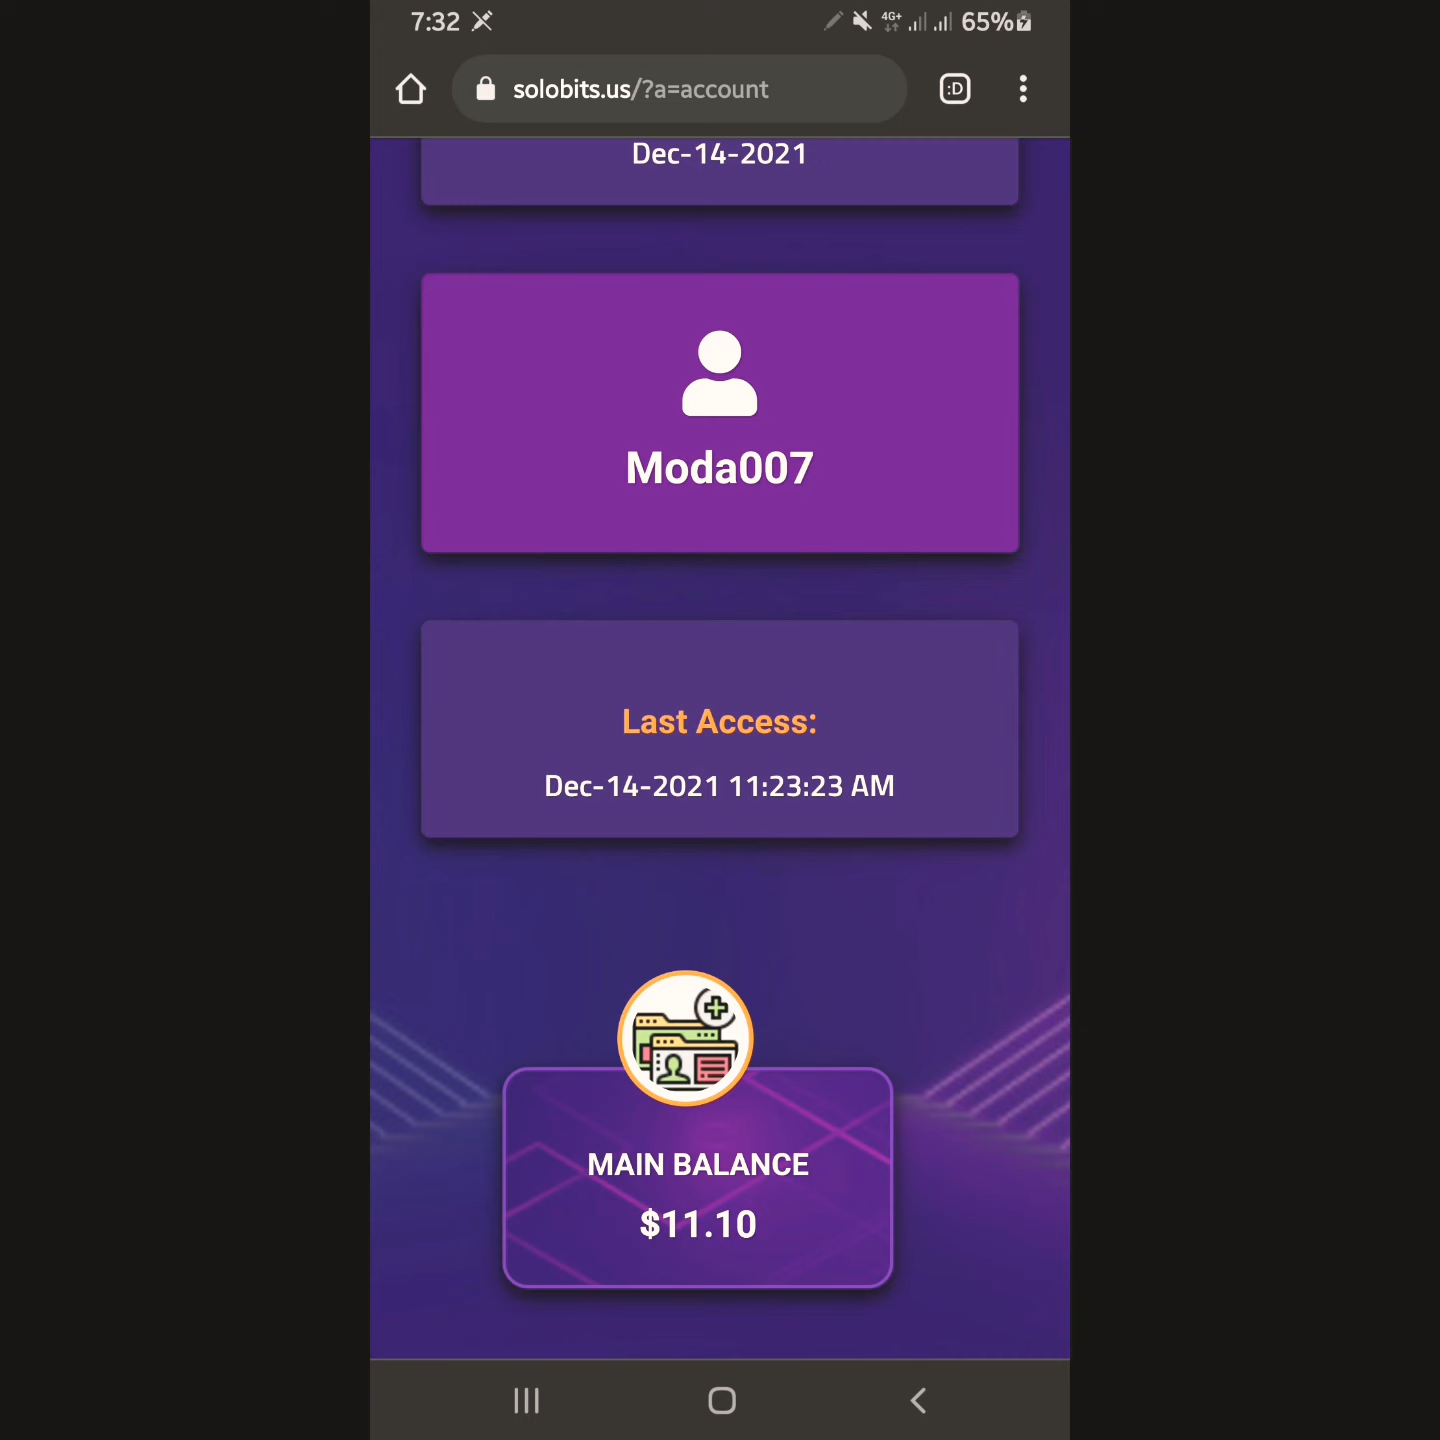 7:32
4G+
65%
solobits.us/?a=account
:D
Dec-14-2021
Moda007
Last Access:
Dec-14-2021 11:23:23 AM
MAIN BALANCE
$11.10